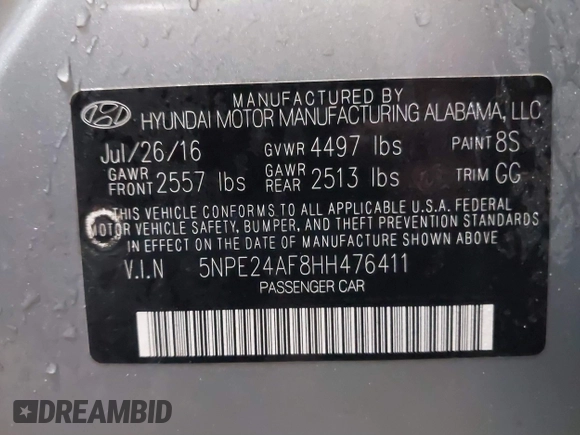 MANUFACTURED BY
HYUNDAI MOTOR MANUFACTURING ALABAMA, LLC
Jul/26/16 GVWR 4497 lbs PAINT 8S
GAWR FRONT 2557 lbs GAWR REAR 2513 lbs TRIM GG
THIS VEHICLE CONFORMS TO ALL APPLICABLE U.S.A. FEDERAL
MOTOR VEHICLE SAFETY, BUMPER, AND THEFT PREVENTION STANDARDS
IN EFFECT ON THE DATE OF MANUFACTURE SHOWN ABOVE.
V.I.N 5NPE24AF8HH476411
PASSENGER CAR
DREAMBID